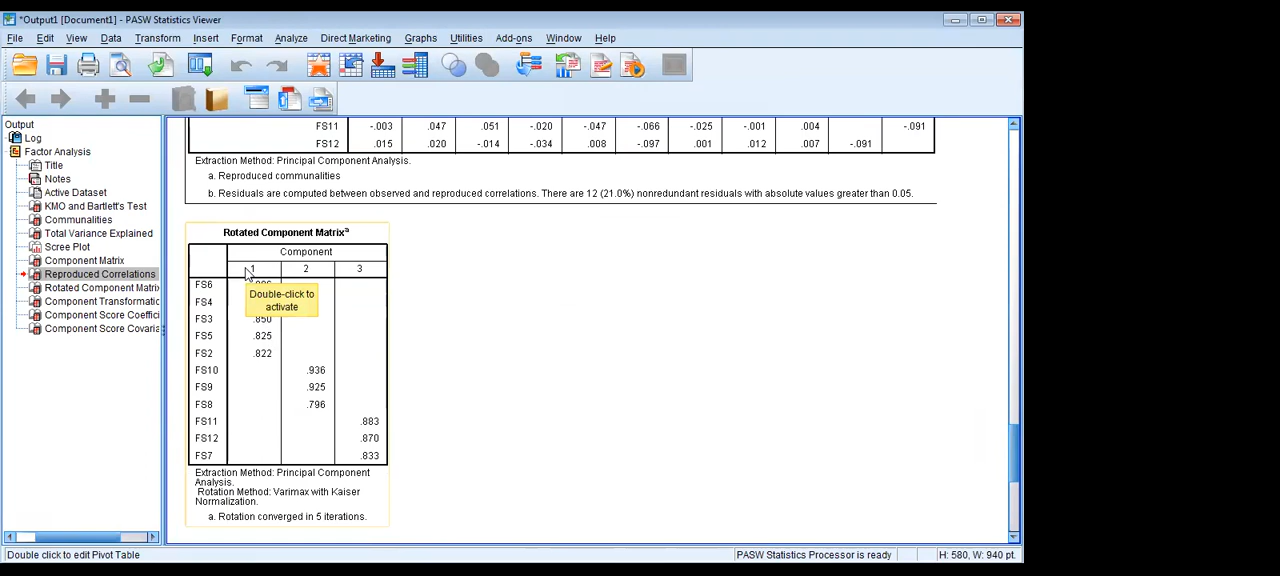 *Output1 [Document1] - PASW Statistics Viewer
File Edit View Data Transform Insert Format Analyze Direct Marketing Graphs Utilities Add-ons Window Help
Output
Log
Factor Analysis
Title
Notes
Active Dataset
KMO and Bartlett's Test
Communalities
Total Variance Explained
Scree Plot
Component Matrix
Reproduced Correlations
Rotated Component Matri
Component Transformatio
Component Score Coeffici
Component Score Covaria
FS11 -.003 .047 .051 -.020 -.047 -.066 -.025 -.001 .004 -.091
FS12 .015 .020 -.014 -.034 .008 -.097 .001 .012 .007 -.091
Extraction Method: Principal Component Analysis.
a. Reproduced communalities
b. Residuals are computed between observed and reproduced correlations. There are 12 (21.0%) nonredundant residuals with absolute values greater than 0.05.
Rotated Component Matrixa
Component
1 2 3
FS6
FS4
FS3 .850
FS5 .825
FS2 .822
FS10 .936
FS9 .925
FS8 .796
FS11 .883
FS12 .870
FS7 .833
Double-click to
activate
Extraction Method: Principal Component
Analysis.
Rotation Method: Varimax with Kaiser
Normalization.
a. Rotation converged in 5 iterations.
Double click to edit Pivot Table
PASW Statistics Processor is ready
H: 580, W: 940 pt.